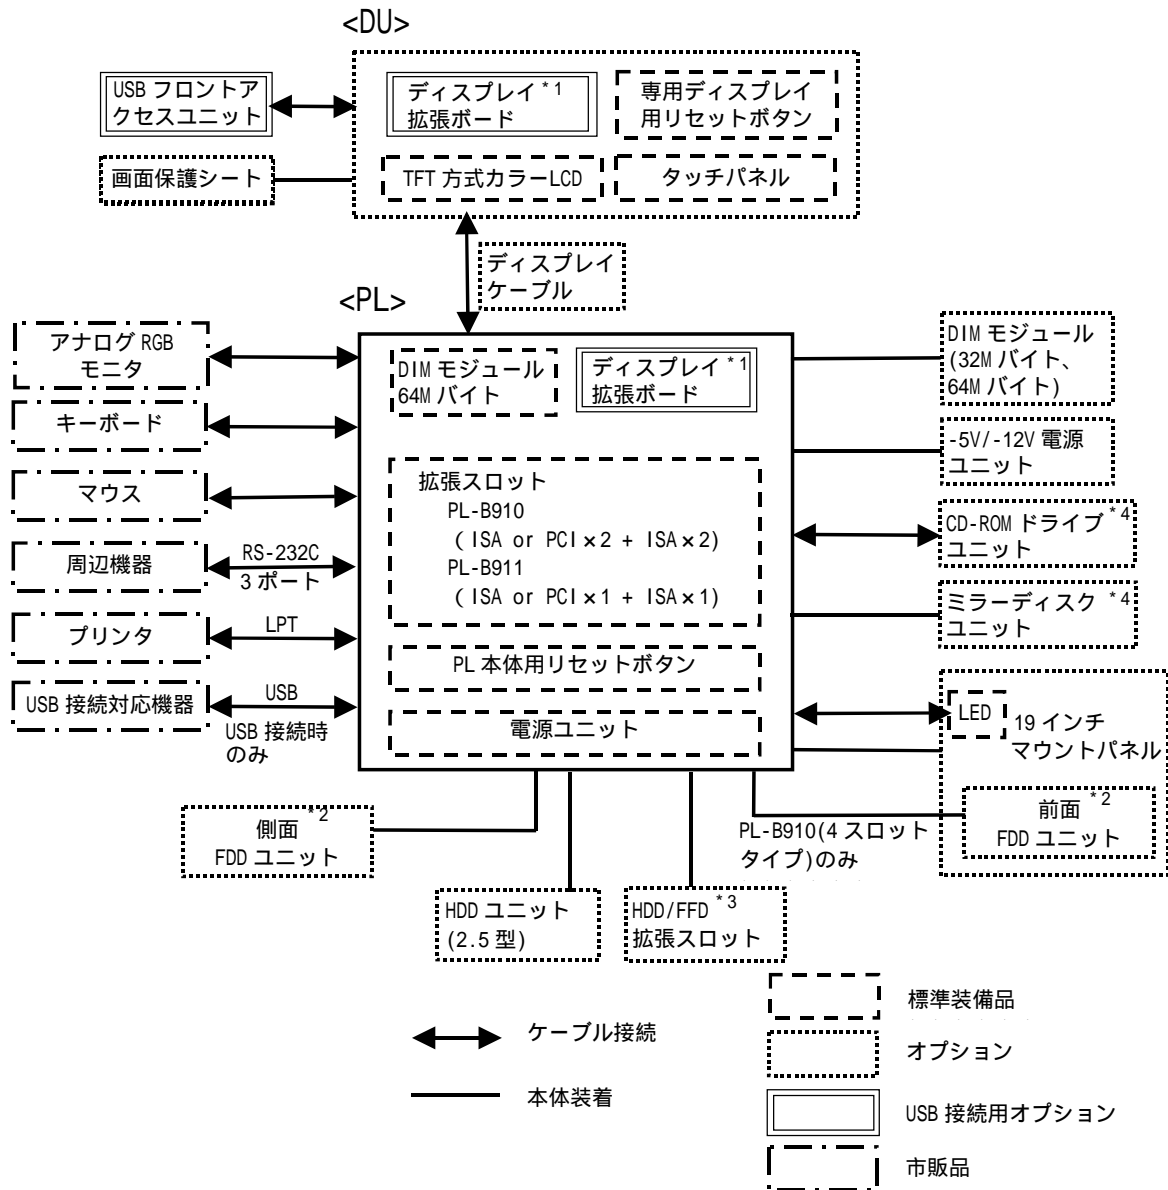 <DU>
USB フロントア
クセスユニット
ディスプレイ *1
拡張ボード
専用ディスプレイ
用リセットボタン
画面保護シート
TFT 方式カラーLCD
タッチパネル
ディスプレイ
ケーブル
<PL>
アナログ RGB
モニタ
キーボード
マウス
周辺機器
RS-232C
3 ポート
プリンタ
LPT
USB 接続対応機器
USB
USB 接続時
のみ
DIM モジュール
64M バイト
ディスプレイ *1
拡張ボード
拡張スロット
PL-B910
( ISA or PCI×2 + ISA×2)
PL-B911
( ISA or PCI×1 + ISA×1)
PL 本体用リセットボタン
電源ユニット
DIM モジュール
(32M バイト、
64M バイト)
-5V/-12V 電源
ユニット
CD-ROM ドライブ *4
ユニット
ミラーディスク *4
ユニット
LED
19 インチ
マウントパネル
前面 *2
FDD ユニット
PL-B910(4 スロット
タイプ)のみ
側面 *2
FDD ユニット
HDD ユニット
(2.5 型)
HDD/FFD *3
拡張スロット
ケーブル接続
本体装着
標準装備品
オプション
USB 接続用オプション
市販品